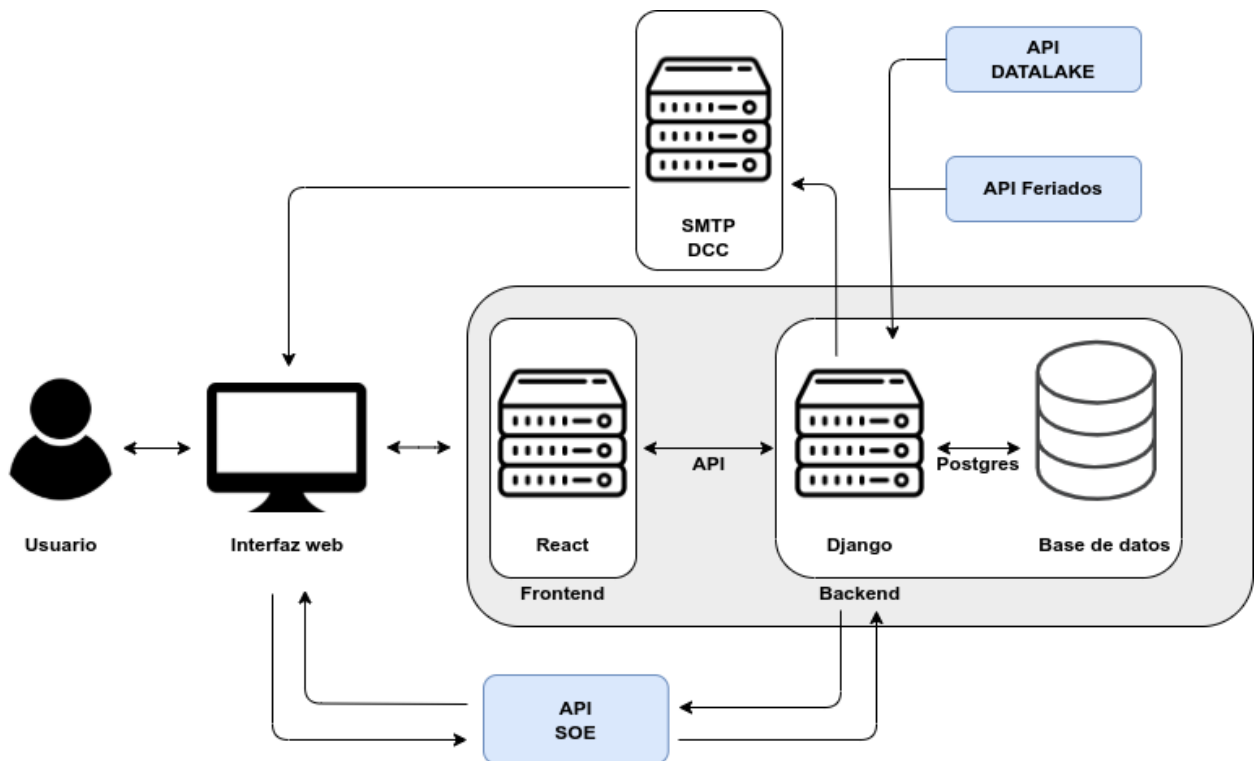 API
DATALAKE
API Feriados
SMTP
DCC
API
Postgres
Usuario
Interfaz web
React
Django
Base de datos
Frontend
Backend
API
SOE